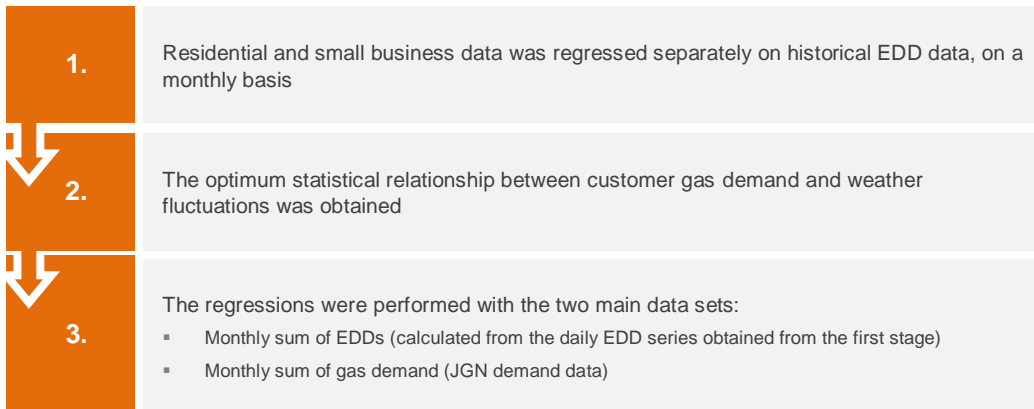 1.
Residential and small business data was regressed separately on historical EDD data, on a
monthly basis
2.
The optimum statistical relationship between customer gas demand and weather
fluctuations was obtained
3.
The regressions were performed with the two main data sets:
▪ Monthly sum of EDDs (calculated from the daily EDD series obtained from the first stage)
▪ Monthly sum of gas demand (JGN demand data)